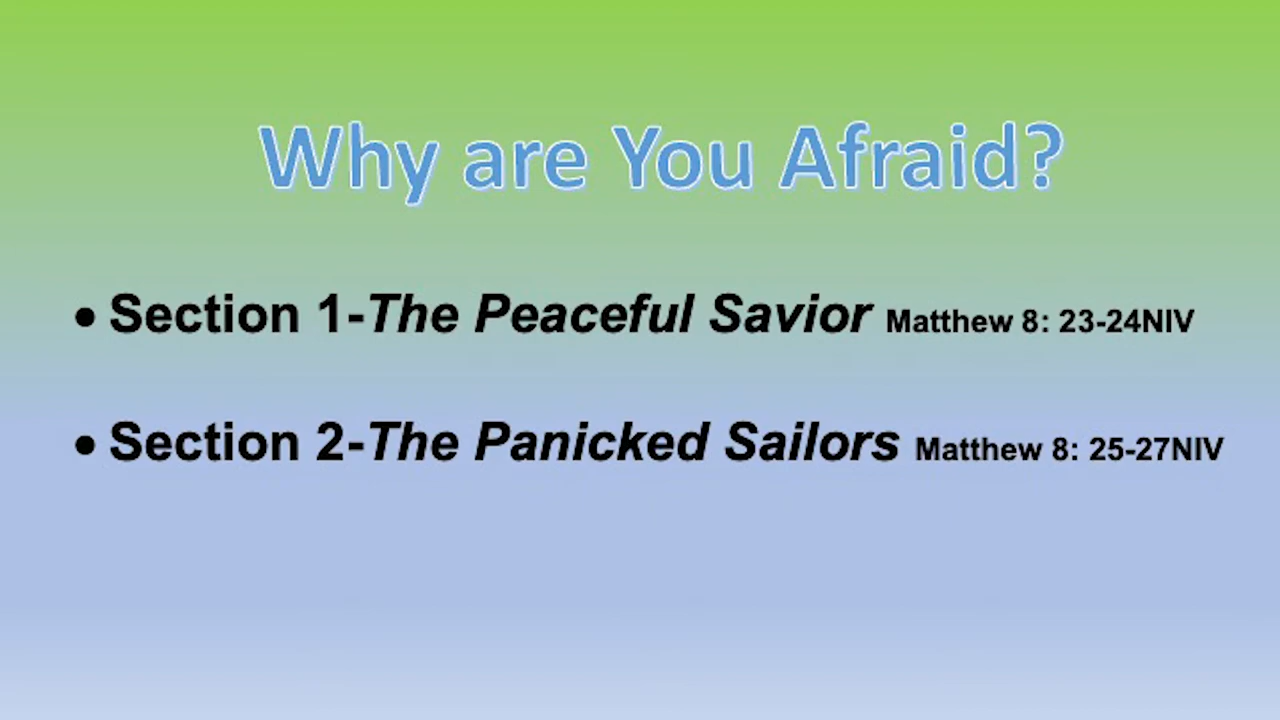 Why are You Afraid?
• Section 1-The Peaceful Savior Matthew 8: 23-24NIV
• Section 2-The Panicked Sailors Matthew 8: 25-27NIV